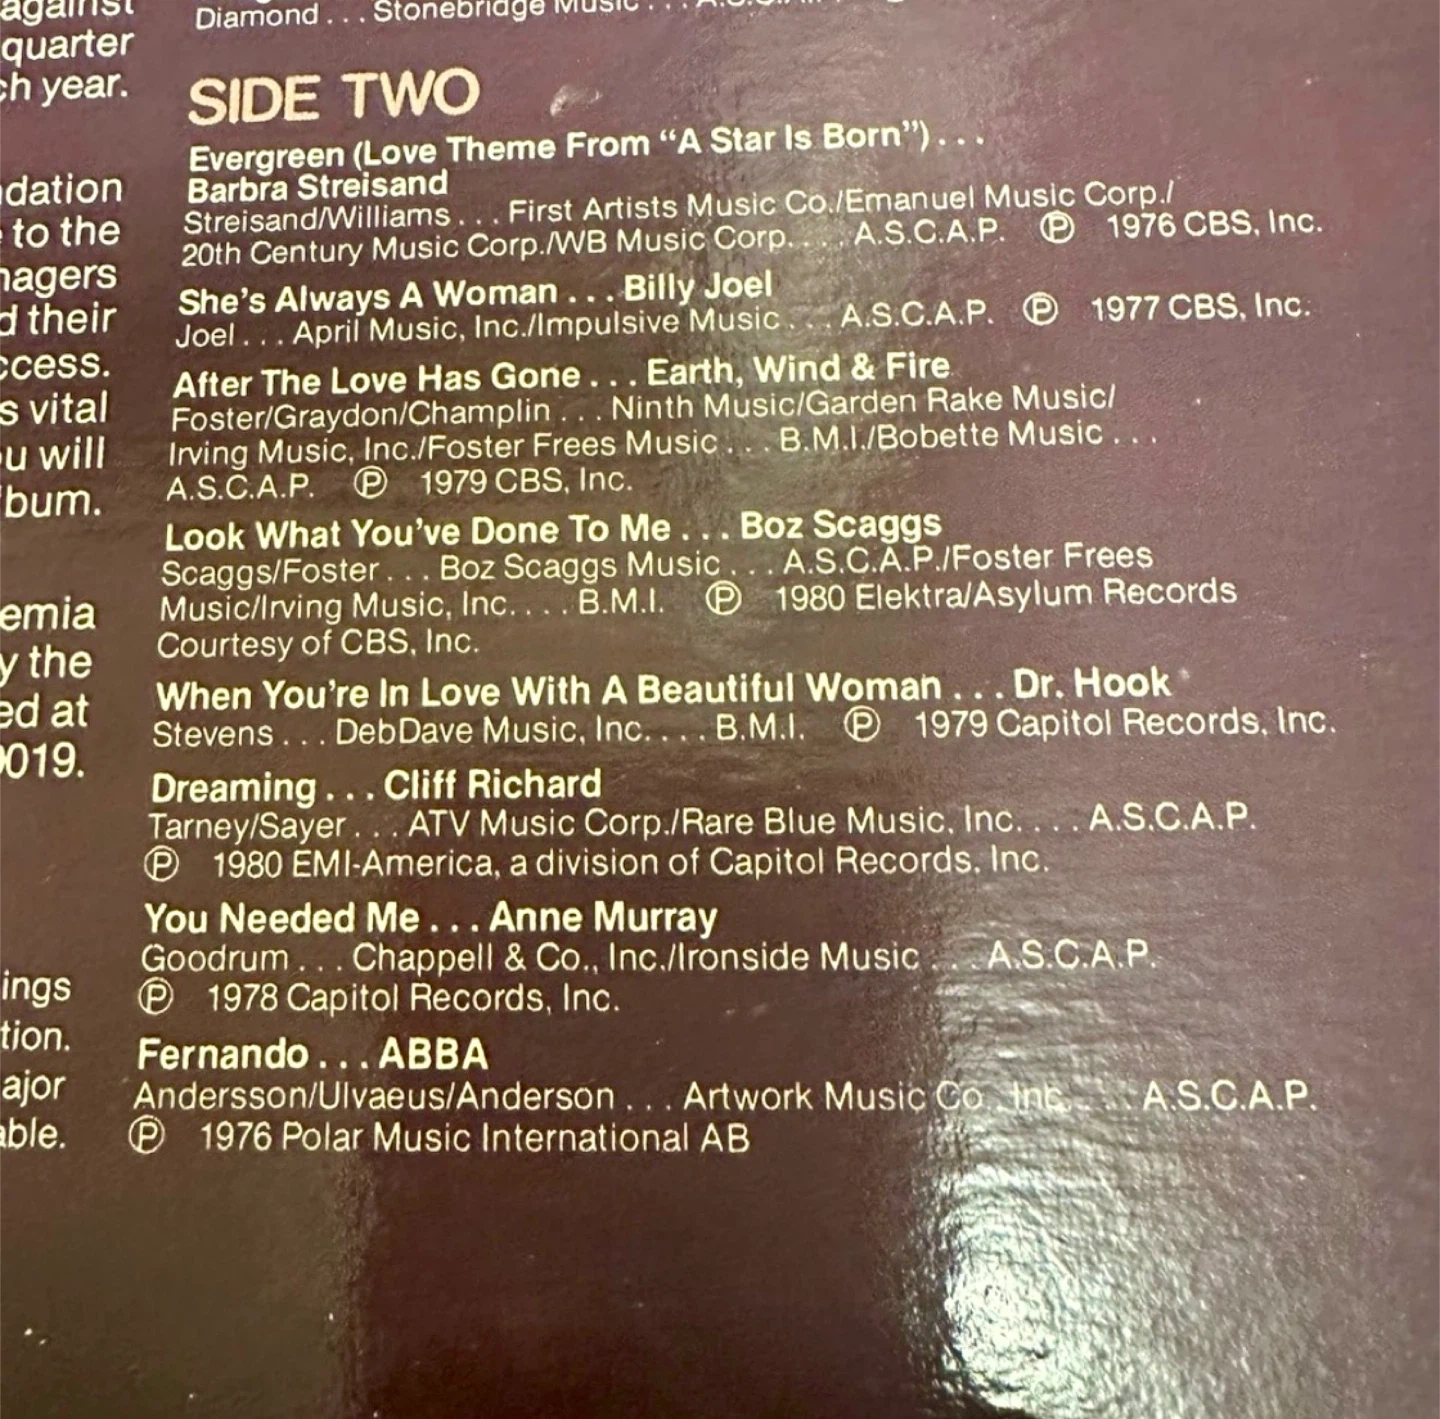 against
quarter
ch year.
ndation
to the
nagers
d their
ccess.
s vital
ou will
lbum.
emia
y the
ed at
0019.
ings
tion.
ajor
able.
Diamond . . . Stonebridge Music . . .
SIDE TWO
Evergreen (Love Theme From “A Star Is Born”) . . .
Barbra Streisand
Streisand/Williams . . . First Artists Music Co./Emanuel Music Corp./
20th Century Music Corp./WB Music Corp. . . . A.S.C.A.P. Ⓟ 1976 CBS, Inc.
She’s Always A Woman . . . Billy Joel
Joel . . . April Music, Inc./Impulsive Music . . . A.S.C.A.P. Ⓟ 1977 CBS, Inc.
After The Love Has Gone . . . Earth, Wind & Fire
Foster/Graydon/Champlin . . . Ninth Music/Garden Rake Music/
Irving Music, Inc./Foster Frees Music . . . B.M.I./Bobette Music . . .
A.S.C.A.P. Ⓟ 1979 CBS, Inc.
Look What You’ve Done To Me . . . Boz Scaggs
Scaggs/Foster . . . Boz Scaggs Music . . . A.S.C.A.P./Foster Frees
Music/Irving Music, Inc. . . . B.M.I. Ⓟ 1980 Elektra/Asylum Records
Courtesy of CBS, Inc.
When You’re In Love With A Beautiful Woman . . . Dr. Hook
Stevens . . . DebDave Music, Inc. . . . B.M.I. Ⓟ 1979 Capitol Records, Inc.
Dreaming . . . Cliff Richard
Tarney/Sayer . . . ATV Music Corp./Rare Blue Music, Inc. . . . A.S.C.A.P.
Ⓟ 1980 EMI-America, a division of Capitol Records, Inc.
You Needed Me . . . Anne Murray
Goodrum . . . Chappell & Co., Inc./Ironside Music . . . A.S.C.A.P.
Ⓟ 1978 Capitol Records, Inc.
Fernando . . . ABBA
Andersson/Ulvaeus/Anderson . . . Artwork Music Co., Inc. . . . A.S.C.A.P.
Ⓟ 1976 Polar Music International AB